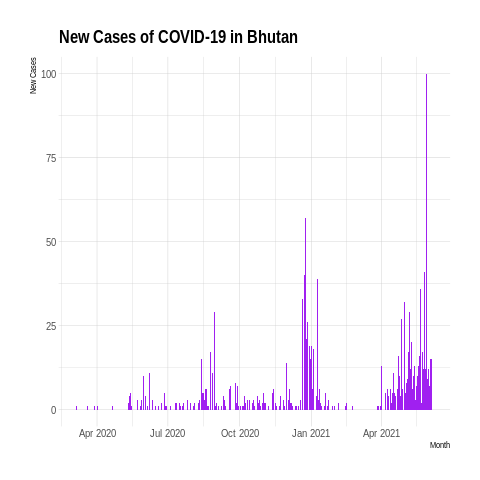 New Cases of COVID-19 in Bhutan
New Cases
100
75
50
25
0
Apr 2020 Jul 2020 Oct 2020 Jan 2021 Apr 2021
Month